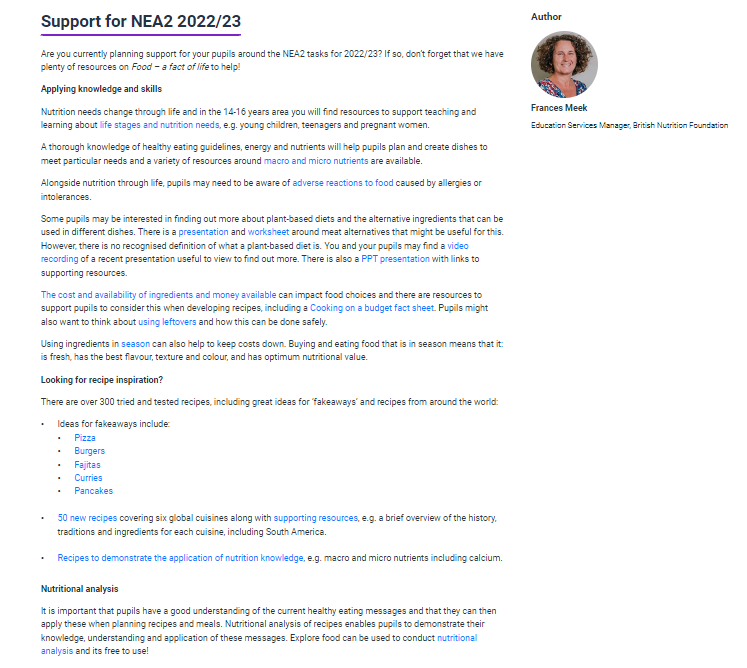 Support for NEA2 2022/23
Are you currently planning support for your pupils around the NEA2 tasks for 2022/23? If so, don't forget that we have
plenty of resources on Food – a fact of life to help!
Applying knowledge and skills
Nutrition needs change through life and in the 14-16 years area you will find resources to support teaching and
learning about life stages and nutrition needs, e.g. young children, teenagers and pregnant women.
A thorough knowledge of healthy eating guidelines, energy and nutrients will help pupils plan and create dishes to
meet particular needs and a variety of resources around macro and micro nutrients are available.
Alongside nutrition through life, pupils may need to be aware of adverse reactions to food caused by allergies or
intolerances.
Some pupils may be interested in finding out more about plant-based diets and the alternative ingredients that can be
used in different dishes. There is a presentation and worksheet around meat alternatives that might be useful for this.
However, there is no recognised definition of what a plant-based diet is. You and your pupils may find a video
recording of a recent presentation useful to view to find out more. There is also a PPT presentation with links to
supporting resources.
The cost and availability of ingredients and money available can impact food choices and there are resources to
support pupils to consider this when developing recipes, including a Cooking on a budget fact sheet. Pupils might
also want to think about using leftovers and how this can be done safely.
Using ingredients in season can also help to keep costs down. Buying and eating food that is in season means that it:
is fresh, has the best flavour, texture and colour, and has optimum nutritional value.
Looking for recipe inspiration?
There are over 300 tried and tested recipes, including great ideas for 'fakeaways' and recipes from around the world:
• Ideas for fakeaways include:
• Pizza
• Burgers
• Fajitas
• Curries
• Pancakes
• 50 new recipes covering six global cuisines along with supporting resources, e.g. a brief overview of the history,
traditions and ingredients for each cuisine, including South America.
• Recipes to demonstrate the application of nutrition knowledge, e.g. macro and micro nutrients including calcium.
Nutritional analysis
It is important that pupils have a good understanding of the current healthy eating messages and that they can then
apply these when planning recipes and meals. Nutritional analysis of recipes enables pupils to demonstrate their
knowledge, understanding and application of these messages. Explore food can be used to conduct nutritional
analysis and its free to use!
Author
Frances Meek
Education Services Manager, British Nutrition Foundation